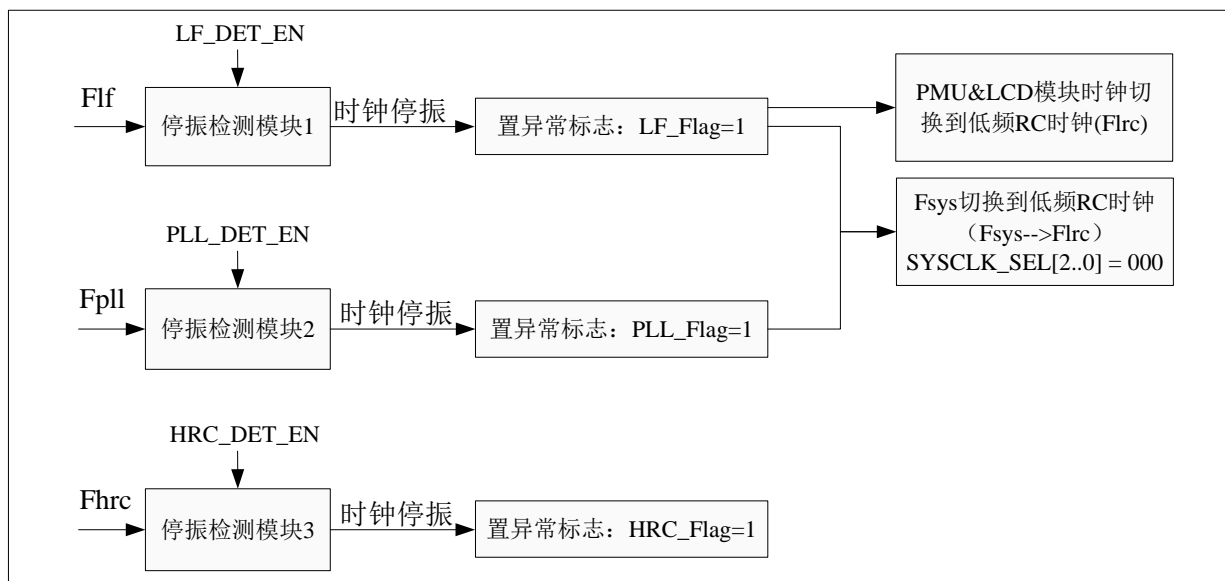 LF_DET_EN
Flf
停振检测模块1
时钟停振
置异常标志：LF_Flag=1
PMU&LCD模块时钟切
换到低频RC时钟(Flrc)
Fsys切换到低频RC时钟
（Fsys-->Flrc）
SYSCLK_SEL[2..0] = 000
PLL_DET_EN
Fpll
停振检测模块2
时钟停振
置异常标志：PLL_Flag=1
HRC_DET_EN
Fhrc
停振检测模块3
时钟停振
置异常标志：HRC_Flag=1